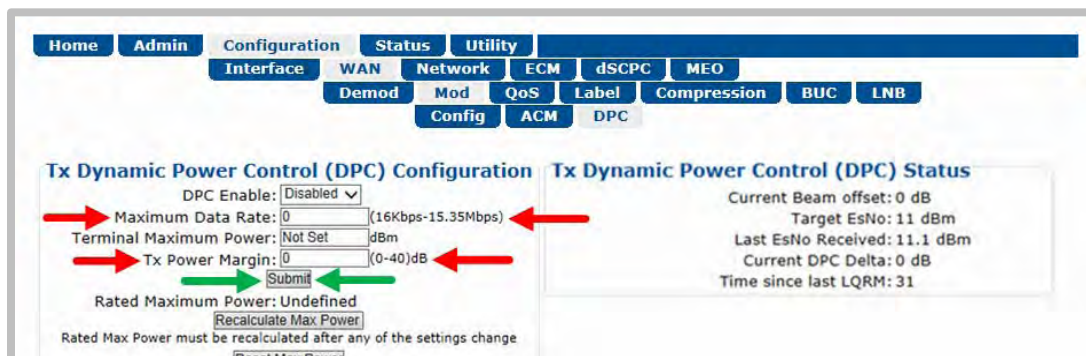 Home Admin Configuration Status Utility
Interface WAN Network ECM dSCPC MEO
Demod Mod QoS Label Compression BUC LNB
Config ACM DPC
Tx Dynamic Power Control (DPC) Configuration
DPC Enable: Disabled
Maximum Data Rate: 0 (16Kbps-15.35Mbps)
Terminal Maximum Power: Not Set dBm
Tx Power Margin: 0 (0-40)dB
Submit
Rated Maximum Power: Undefined
Recalculate Max Power
Rated Max Power must be recalculated after any of the settings change
Tx Dynamic Power Control (DPC) Status
Current Beam offset: 0 dB
Target EsNo: 11 dBm
Last EsNo Received: 11.1 dBm
Current DPC Delta: 0 dB
Time since last LQRM: 31